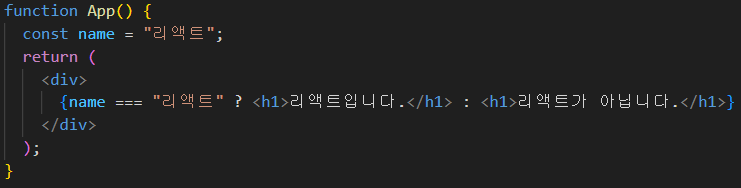 function App() {
  const name = "리액트";
  return (
    <div>
      {name === "리액트" ? <h1>리액트입니다.</h1> : <h1>리액트가 아닙니다.</h1>}
    </div>
  );
}